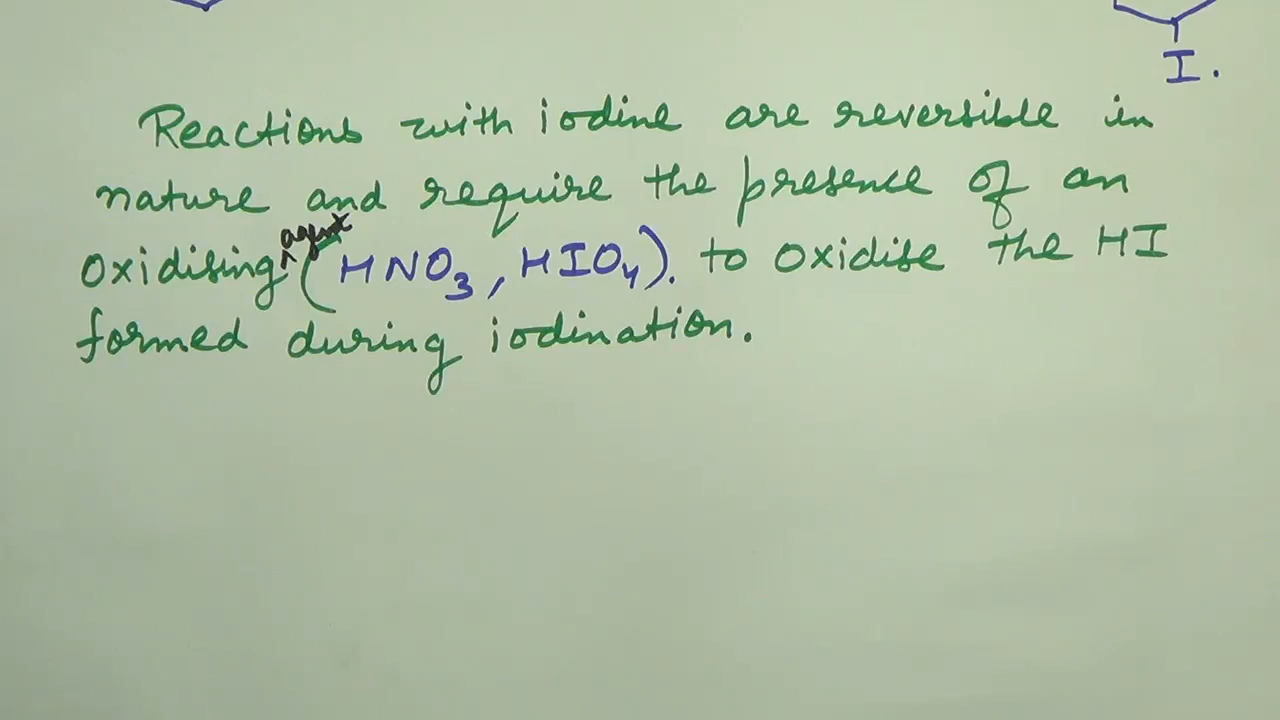 I.
Reactions with iodine are reversible in
nature and require the presence of an
oxidising agent (HNO3, HIO4). to oxidise the HI
formed during iodination.